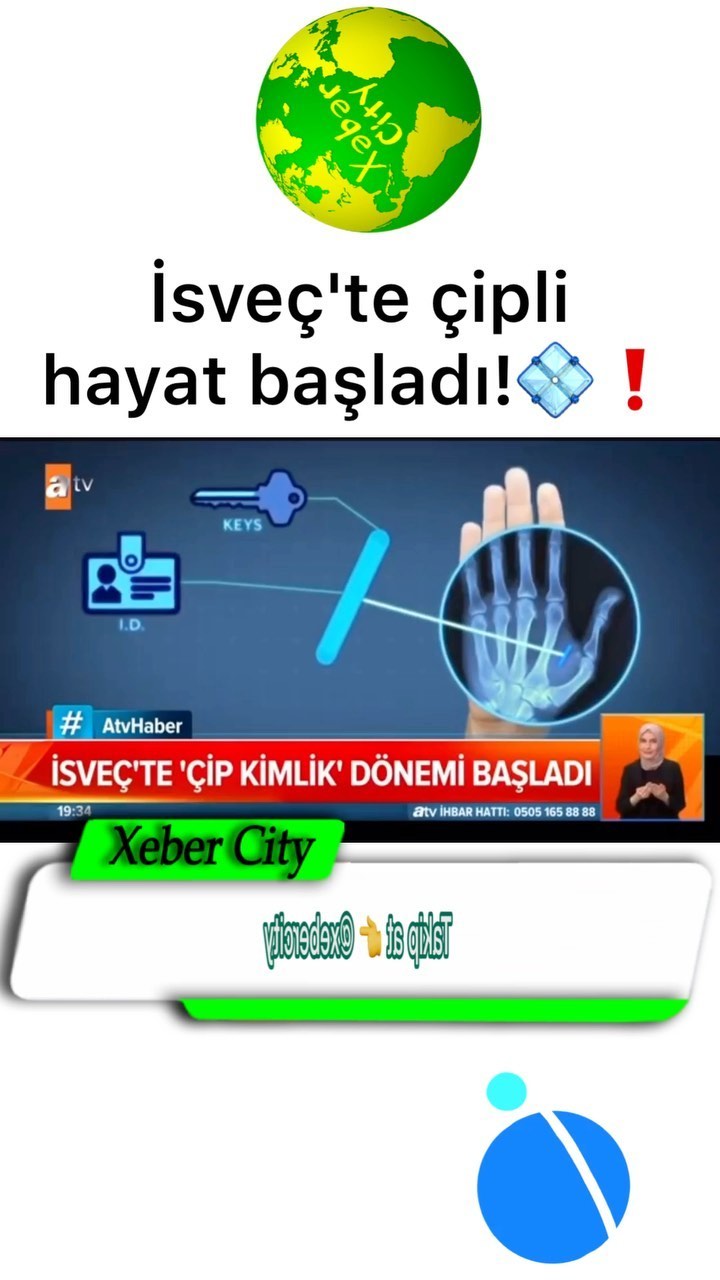 Xeber
City
İsveç'te çipli
hayat başladı!💠❗
atv
KEYS
I.D.
# AtvHaber
İSVEÇ'TE 'ÇİP KİMLİK' DÖNEMİ BAŞLADI
19:34
atv İHBAR HATTI: 0505 165 88 88
Xeber City
Takip at 👈 @xebercity